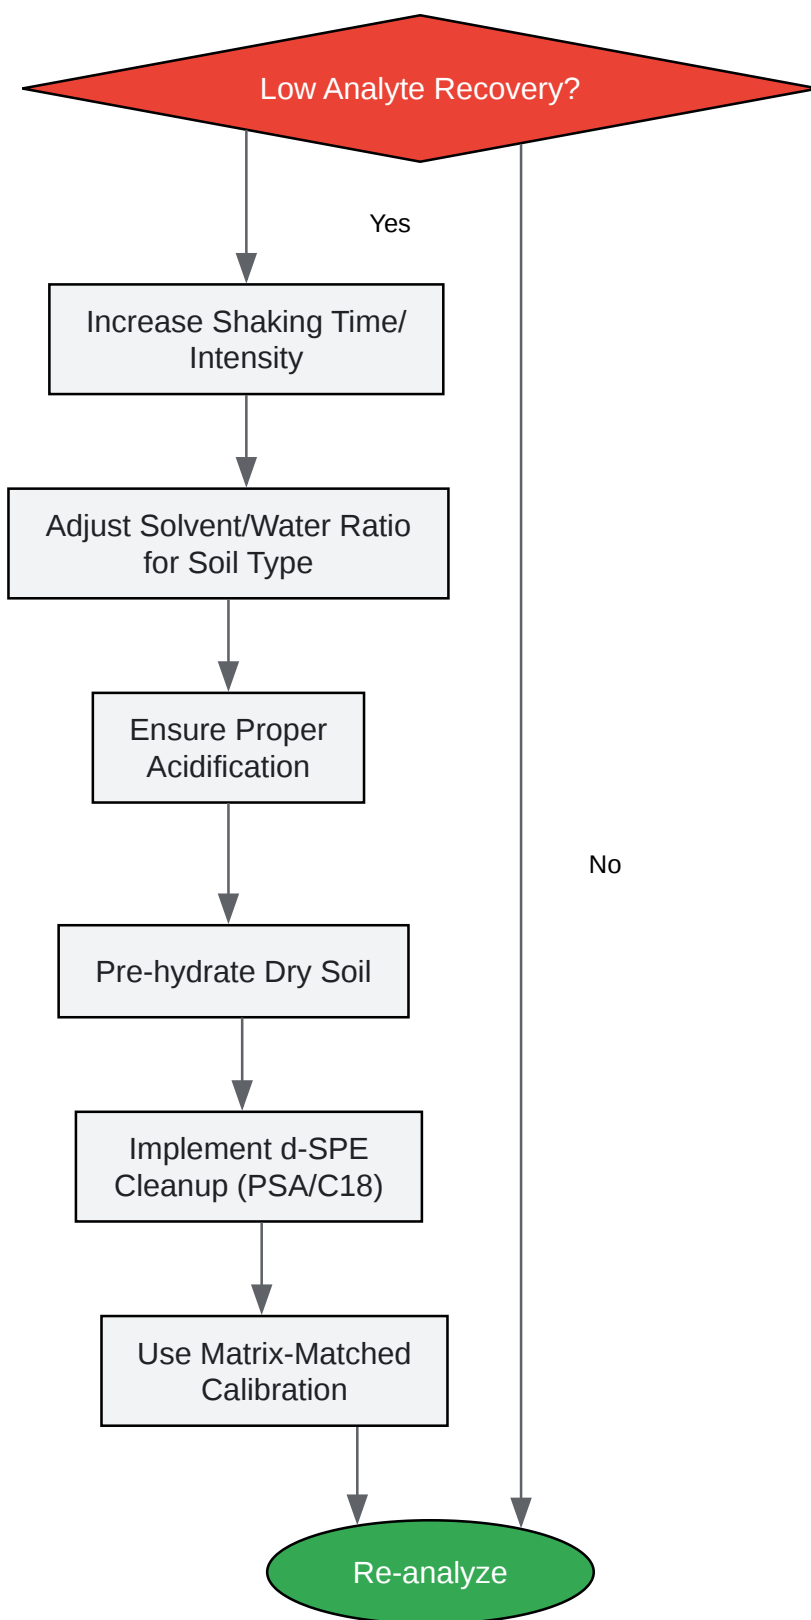 Low Analyte Recovery?
Yes
Increase Shaking Time/
Intensity
Adjust Solvent/Water Ratio
for Soil Type
Ensure Proper
Acidification
No
Pre-hydrate Dry Soil
Implement d-SPE
Cleanup (PSA/C18)
Use Matrix-Matched
Calibration
Re-analyze